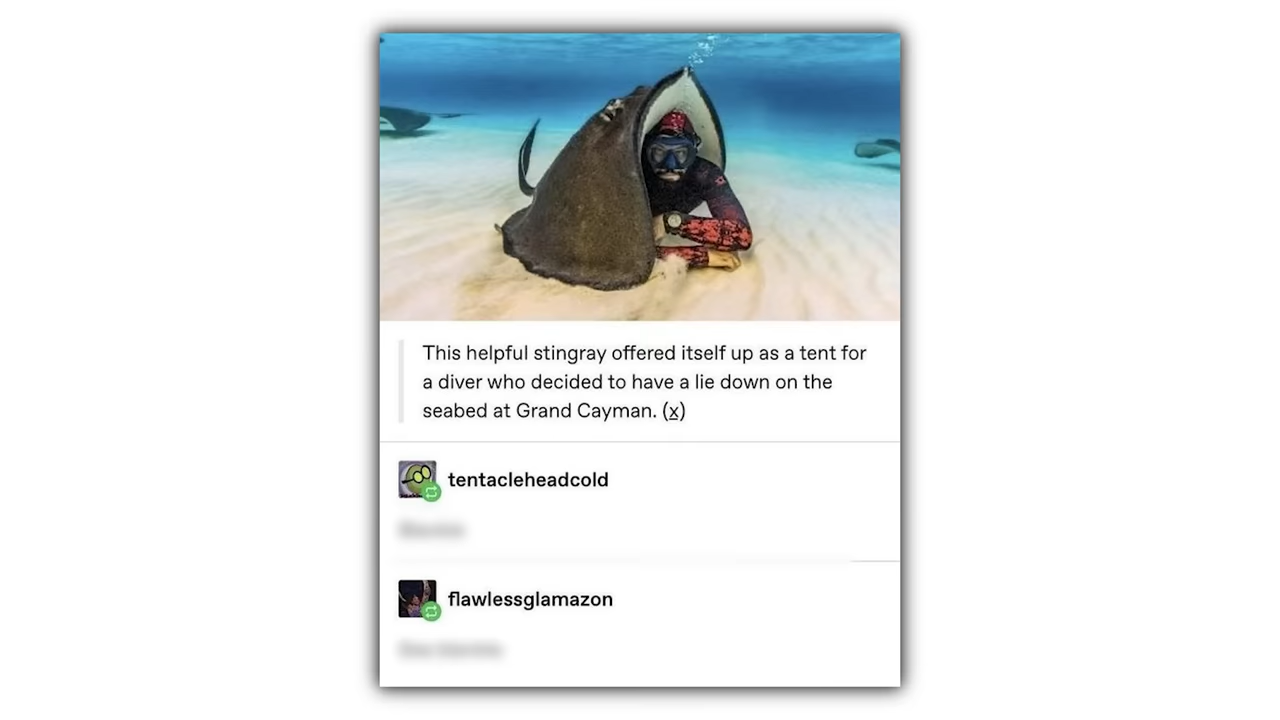 This helpful stingray offered itself up as a tent for
a diver who decided to have a lie down on the
seabed at Grand Cayman. (x)
tentacleheadcold
flawlessglamazon